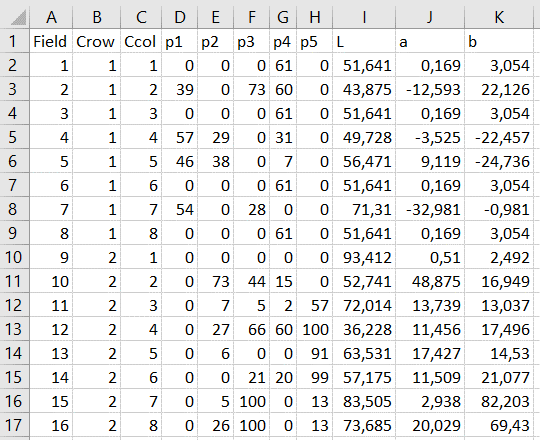 A B C D E F G H I J K
1 Field Crow Ccol p1 p2 p3 p4 p5 L a b
2 1 1 1 0 0 0 61 0 51,641 0,169 3,054
3 2 1 2 39 0 73 60 0 43,875 -12,593 22,126
4 3 1 3 0 0 0 61 0 51,641 0,169 3,054
5 4 1 4 57 29 0 31 0 49,728 -3,525 -22,457
6 5 1 5 46 38 0 7 0 56,471 9,119 -24,736
7 6 1 6 0 0 0 61 0 51,641 0,169 3,054
8 7 1 7 54 0 28 0 0 71,31 -32,981 -0,981
9 8 1 8 0 0 0 61 0 51,641 0,169 3,054
10 9 2 1 0 0 0 0 0 93,412 0,51 2,492
11 10 2 2 0 73 44 15 0 52,741 48,875 16,949
12 11 2 3 0 7 5 2 57 72,014 13,739 13,037
13 12 2 4 0 27 66 60 100 36,228 11,456 17,496
14 13 2 5 0 6 0 0 91 63,531 17,427 14,53
15 14 2 6 0 0 21 20 99 57,175 11,509 21,077
16 15 2 7 0 5 100 0 13 83,505 2,938 82,203
17 16 2 8 0 26 100 0 13 73,685 20,029 69,43